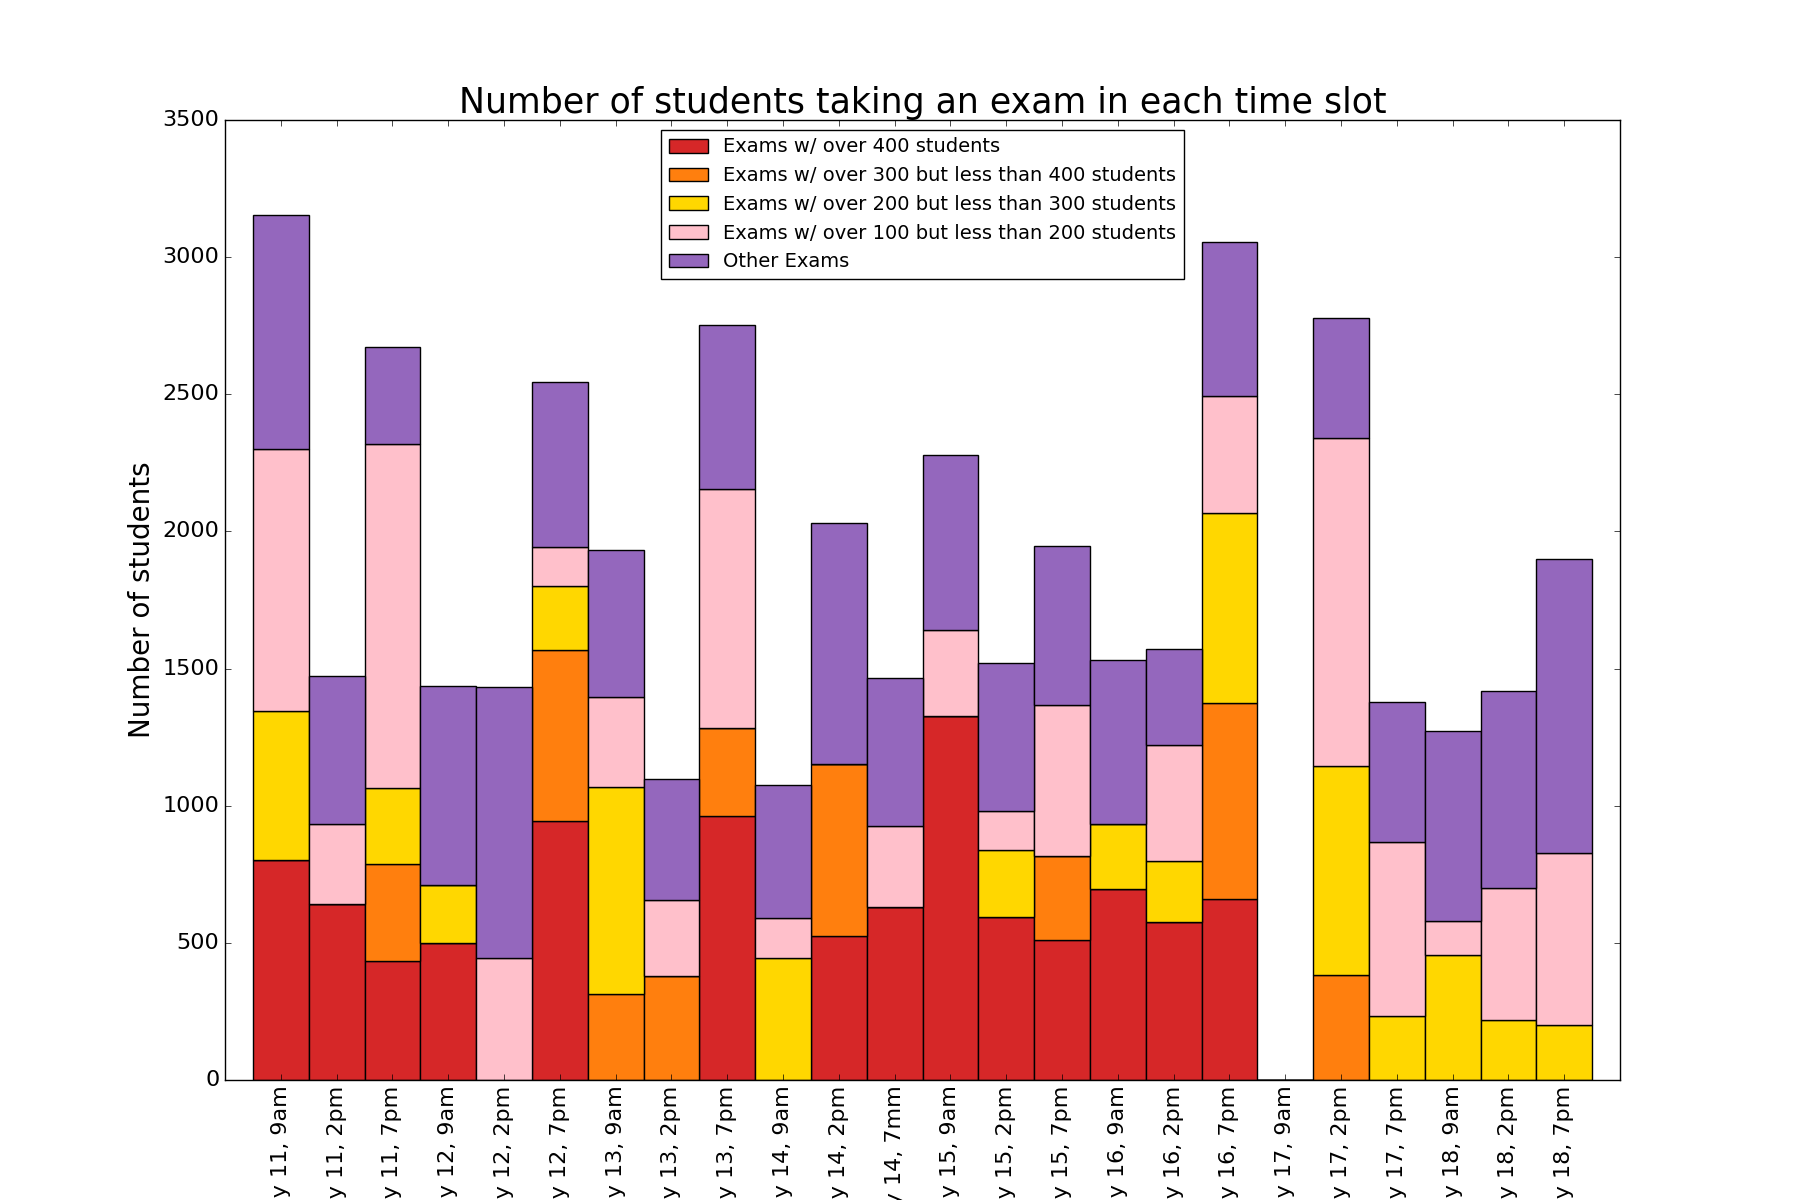 Number of students taking an exam in each time slot
3500
3000
2500
2000
1500
1000
500
0
Number of students
Exams w/ over 400 students
Exams w/ over 300 but less than 400 students
Exams w/ over 200 but less than 300 students
Exams w/ over 100 but less than 200 students
Other Exams
y 11, 9am
y 11, 2pm
y 11, 7pm
y 12, 9am
y 12, 2pm
y 12, 7pm
y 13, 9am
y 13, 2pm
y 13, 7pm
y 14, 9am
y 14, 2pm
y 14, 7mm
y 15, 9am
y 15, 2pm
y 15, 7pm
y 16, 9am
y 16, 2pm
y 16, 7pm
y 17, 9am
y 17, 2pm
y 17, 7pm
y 18, 9am
y 18, 2pm
y 18, 7pm